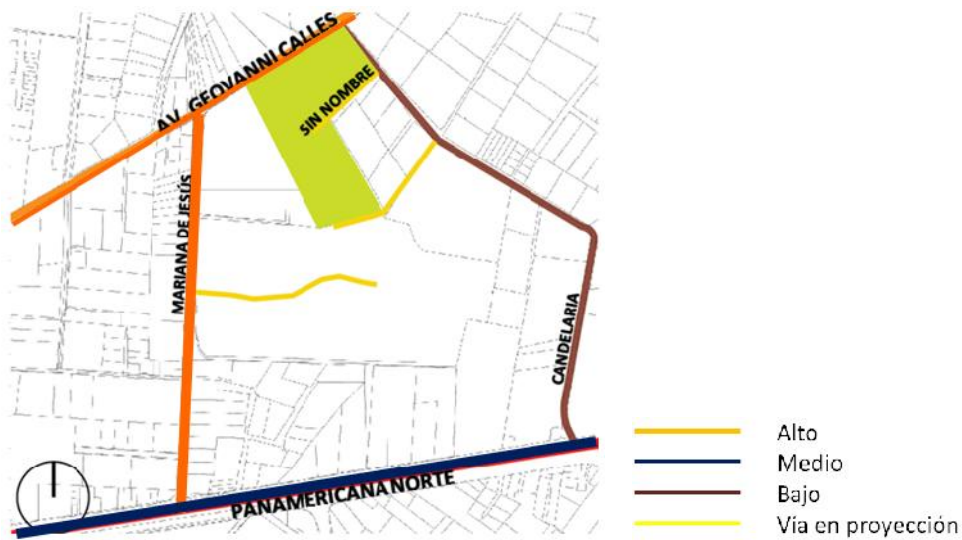 AV. GEOVANNI CALLES
SIN NOMBRE
MARIANA DE JESÚS
CANDELARIA
PANAMERICANA NORTE
Alto
Medio
Bajo
Vía en proyección